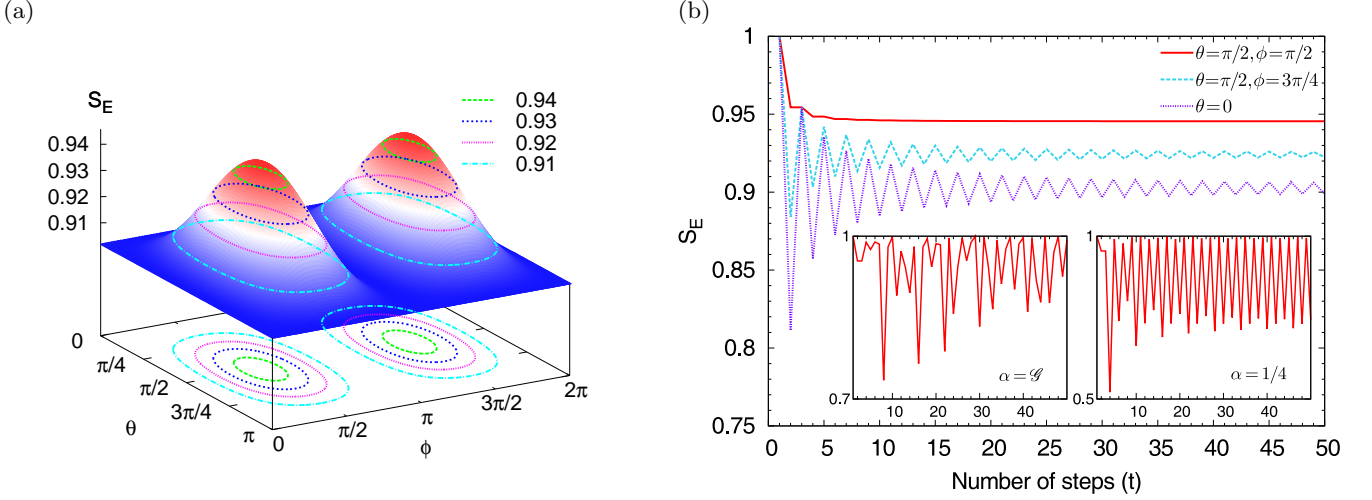 (a)
S_E
0.94
0.93
0.92
0.91
0.94
0.93
0.92
0.91
0
π/4
π/2
3π/4
π
θ
0
π/2
π
3π/2
2π
ϕ
(b)
1
0.95
0.9
0.85
0.8
0.75
S_E
θ=π/2, ϕ=π/2
θ=π/2, ϕ=3π/4
θ=0
1
0.7
α=𝒢
10 20 30 40
1
0.5
α=1/4
10 20 30 40
0 5 10 15 20 25 30 35 40 45 50
Number of steps (t)